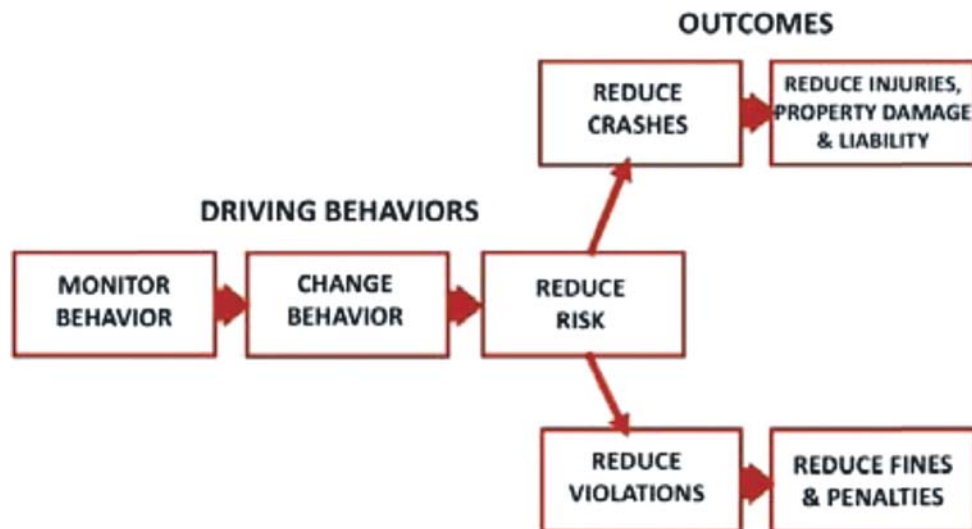 OUTCOMES
REDUCE
CRASHES
REDUCE INJURIES,
PROPERTY DAMAGE
& LIABILITY
DRIVING BEHAVIORS
MONITOR
BEHAVIOR
CHANGE
BEHAVIOR
REDUCE
RISK
REDUCE
VIOLATIONS
REDUCE FINES
& PENALTIES